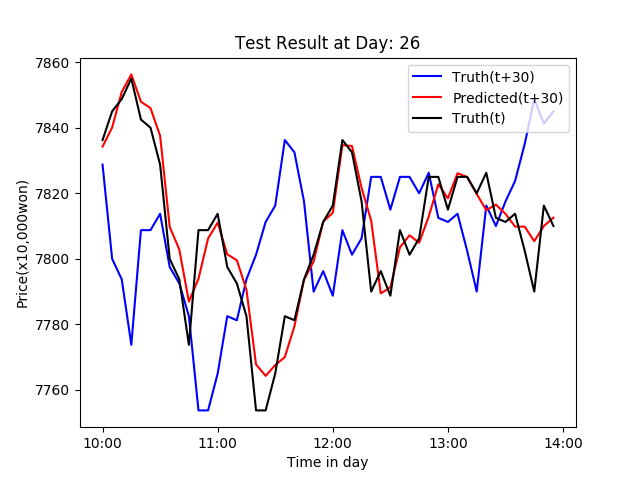 Test Result at Day: 26
Truth(t+30)
Predicted(t+30)
Truth(t)
Price(x10,000won)
7860
7840
7820
7800
7780
7760
10:00 11:00 12:00 13:00 14:00
Time in day